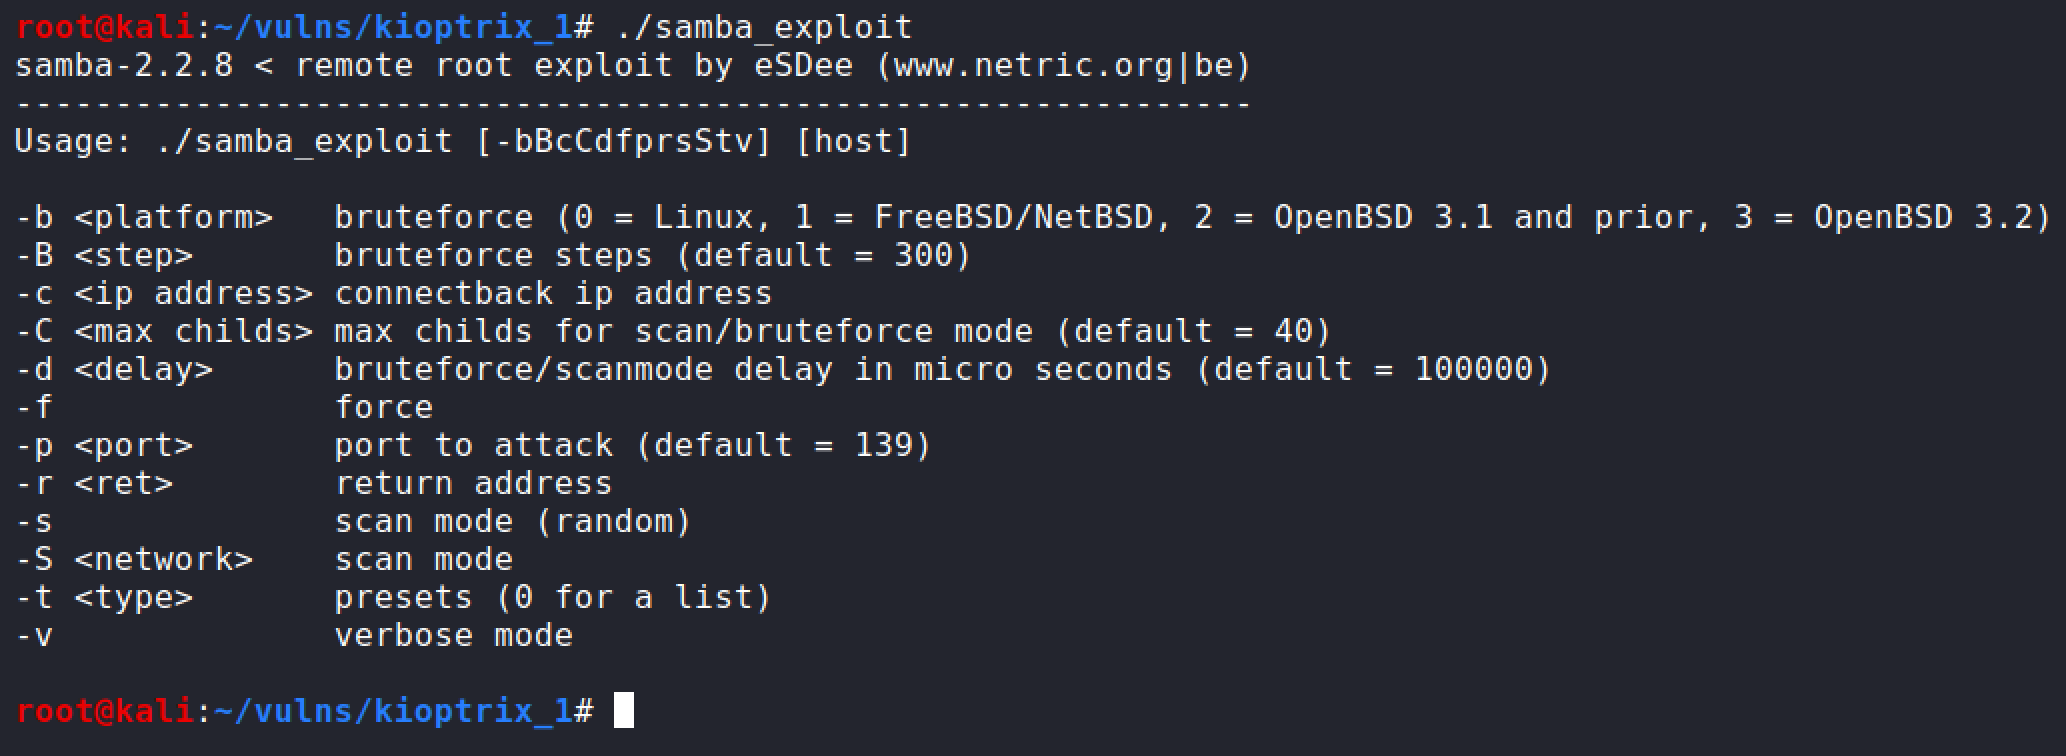 root@kali:~/vulns/kioptrix_1# ./samba_exploit
samba-2.2.8 < remote root exploit by eSDee (www.netric.org|be)
--------------------------------------------------------------
Usage: ./samba_exploit [-bBcCdfprsStv] [host]

-b <platform>   bruteforce (0 = Linux, 1 = FreeBSD/NetBSD, 2 = OpenBSD 3.1 and prior, 3 = OpenBSD 3.2)
-B <step>       bruteforce steps (default = 300)
-c <ip address> connectback ip address
-C <max childs> max childs for scan/bruteforce mode (default = 40)
-d <delay>      bruteforce/scanmode delay in micro seconds (default = 100000)
-f              force
-p <port>       port to attack (default = 139)
-r <ret>        return address
-s              scan mode (random)
-S <network>    scan mode
-t <type>       presets (0 for a list)
-v              verbose mode

root@kali:~/vulns/kioptrix_1#